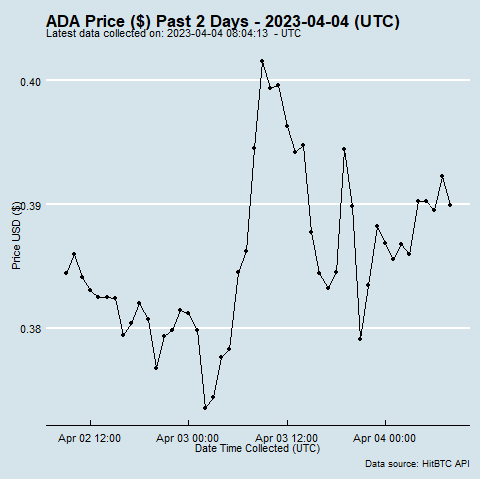 ADA Price ($) Past 2 Days - 2023-04-04 (UTC)
Latest data collected on: 2023-04-04 08:04:13 - UTC
0.40
0.39
0.38
Price USD ($)
Apr 02 12:00
Apr 03 00:00
Apr 03 12:00
Apr 04 00:00
Date Time Collected (UTC)
Data source: HitBTC API